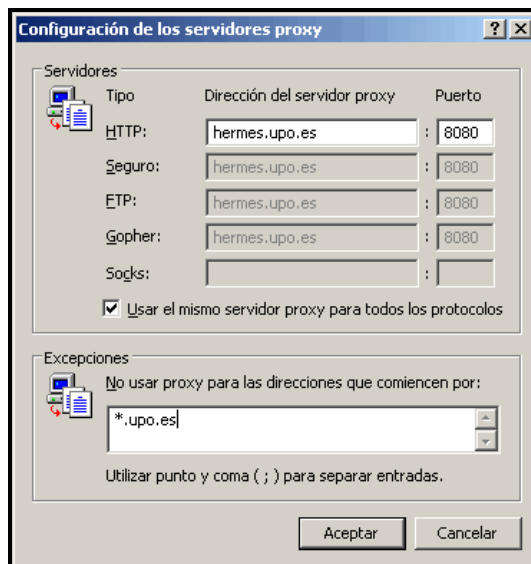 Configuración de los servidores proxy
Servidores
Tipo Dirección del servidor proxy Puerto
HTTP: hermes.upo.es : 8080
Seguro: hermes.upo.es : 8080
FTP: hermes.upo.es : 8080
Gopher: hermes.upo.es : 8080
Socks: :
Usar el mismo servidor proxy para todos los protocolos
Excepciones
No usar proxy para las direcciones que comiencen por:
*.upo.es
Utilizar punto y coma ( ; ) para separar entradas.
Aceptar Cancelar